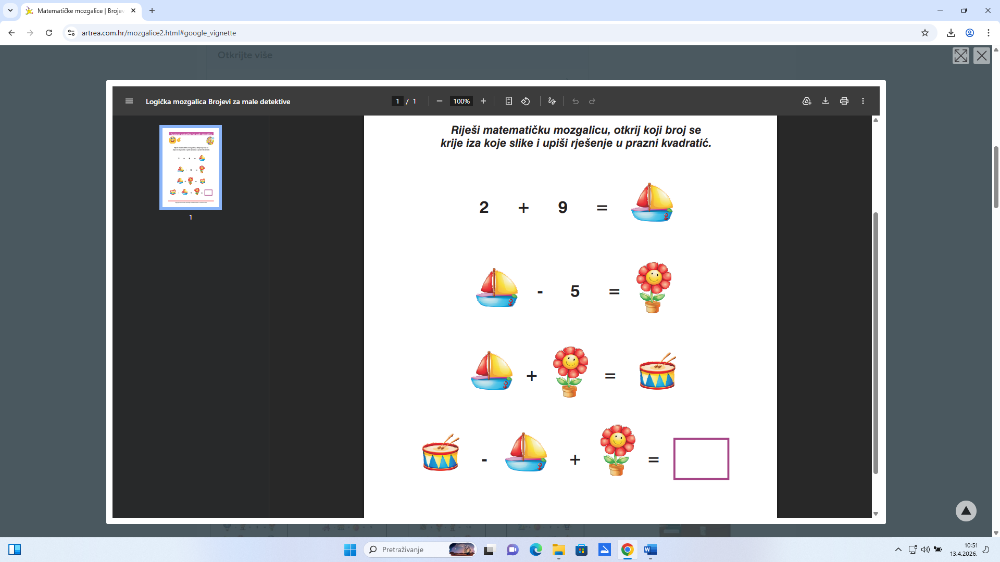 Matematičke mozgalice | Brojev
artrea.com.hr/mozgalice2.html#google_vignette
Otkrijte više
Logička mozgalica Brojevi za male detektive
1 / 1
100%
1
Riješi matematičku mozgalicu, otkrij koji broj se
krije iza koje slike i upiši rješenje u prazni kvadratić.
2 + 9 =
- 5 =
+ =
- + =
Pretraživanje
10:51
13.4.2026.